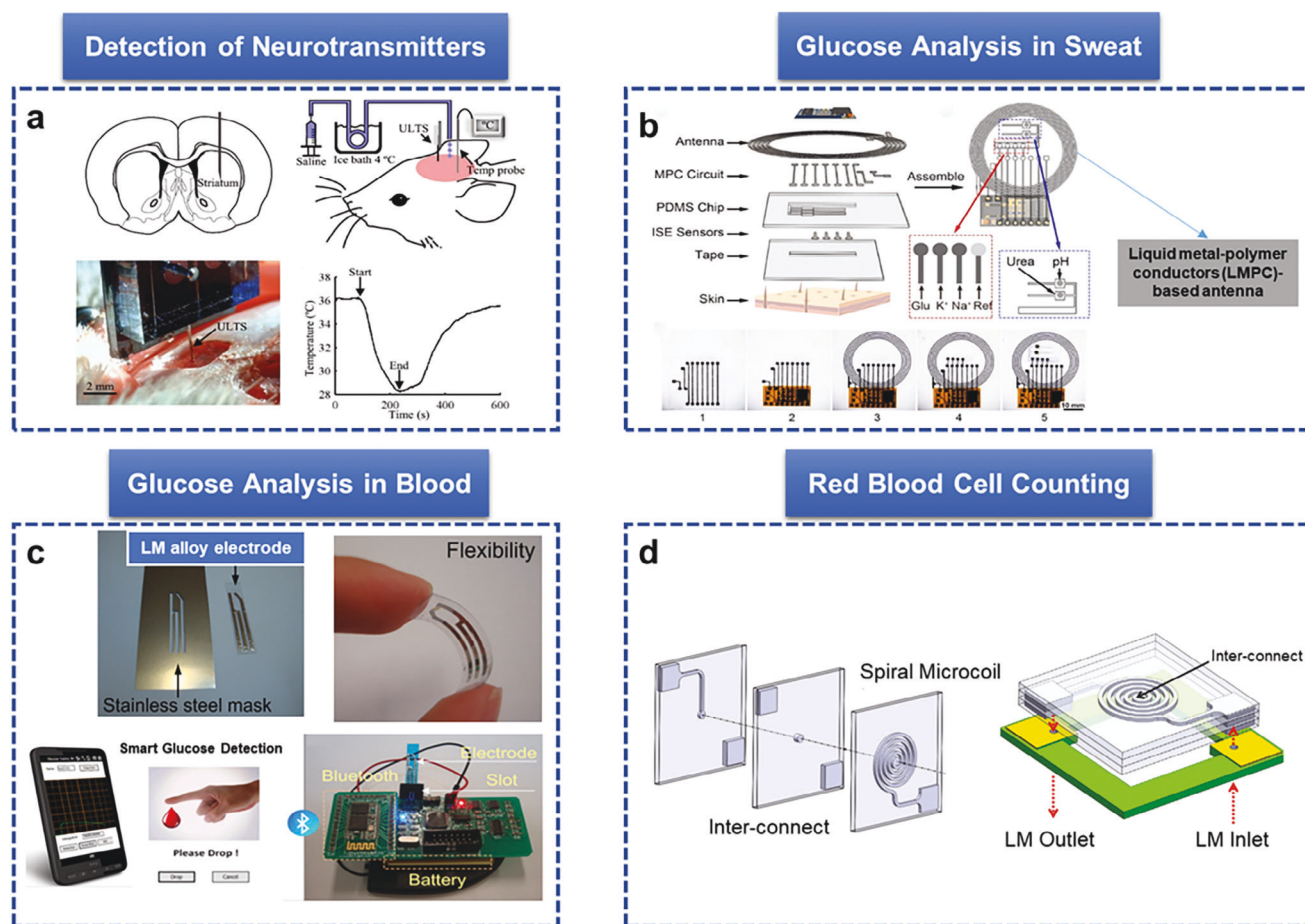 Detection of Neurotransmitters
Glucose Analysis in Sweat
a
Striatum
Saline
Ice bath 4 °C
ULTS
°C
Temp probe
ULTS
2 mm
Temperature (°C)
38
36
34
32
30
28
0
200
400
600
Time (s)
Start
End
b
Antenna
MPC Circuit
PDMS Chip
ISE Sensors
Tape
Skin
Assemble
Glu K⁺ Na⁺ Ref
Urea
pH
Liquid metal-polymer
conductors (LMPC)-
based antenna
1
2
3
4
5
10 mm
Glucose Analysis in Blood
Red Blood Cell Counting
c
LM alloy electrode
Stainless steel mask
Flexibility
Smart Glucose Detection
Please Drop !
Drop
Cancel
Bluetooth
Electrode
Slot
Battery
d
Inter-connect
Spiral Microcoil
Inter-connect
LM Outlet
LM Inlet